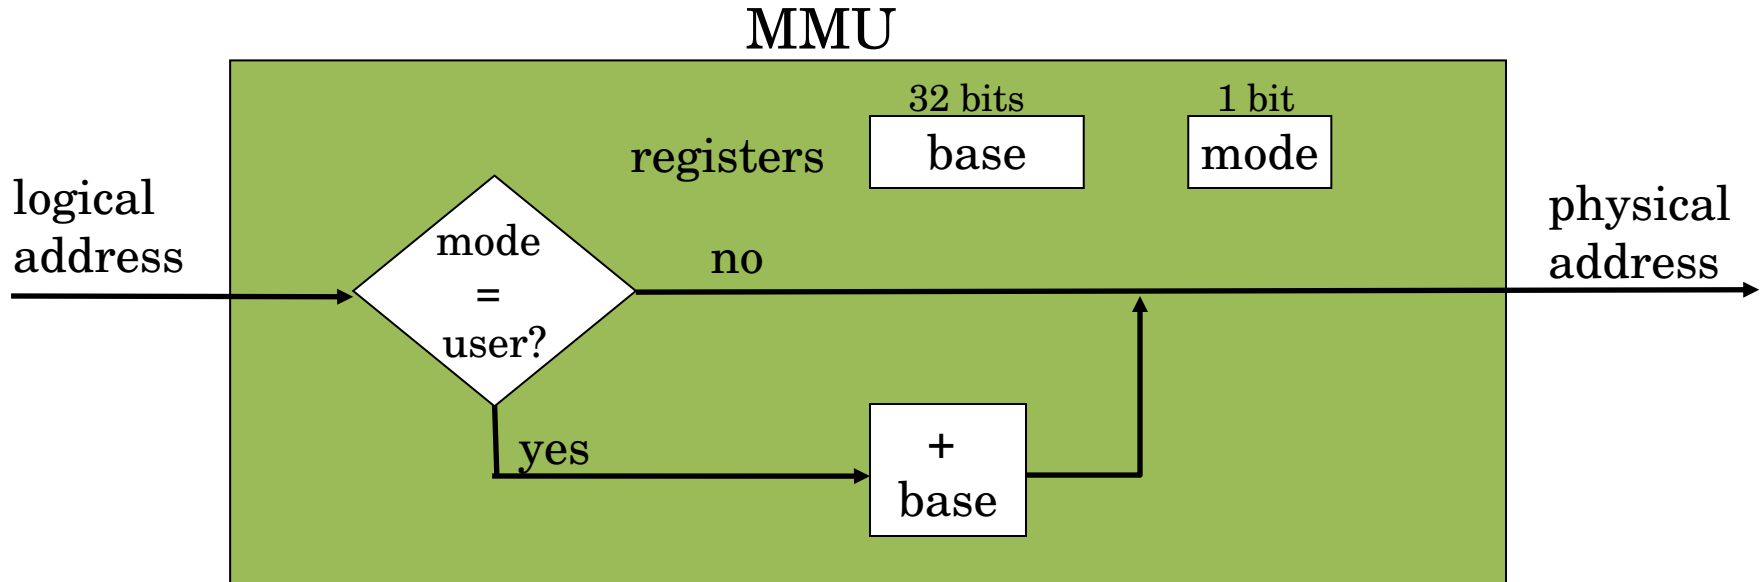 MMU
32 bits
1 bit
registers
base
mode
logical
address
mode
=
user?
no
physical
address
yes
+
base